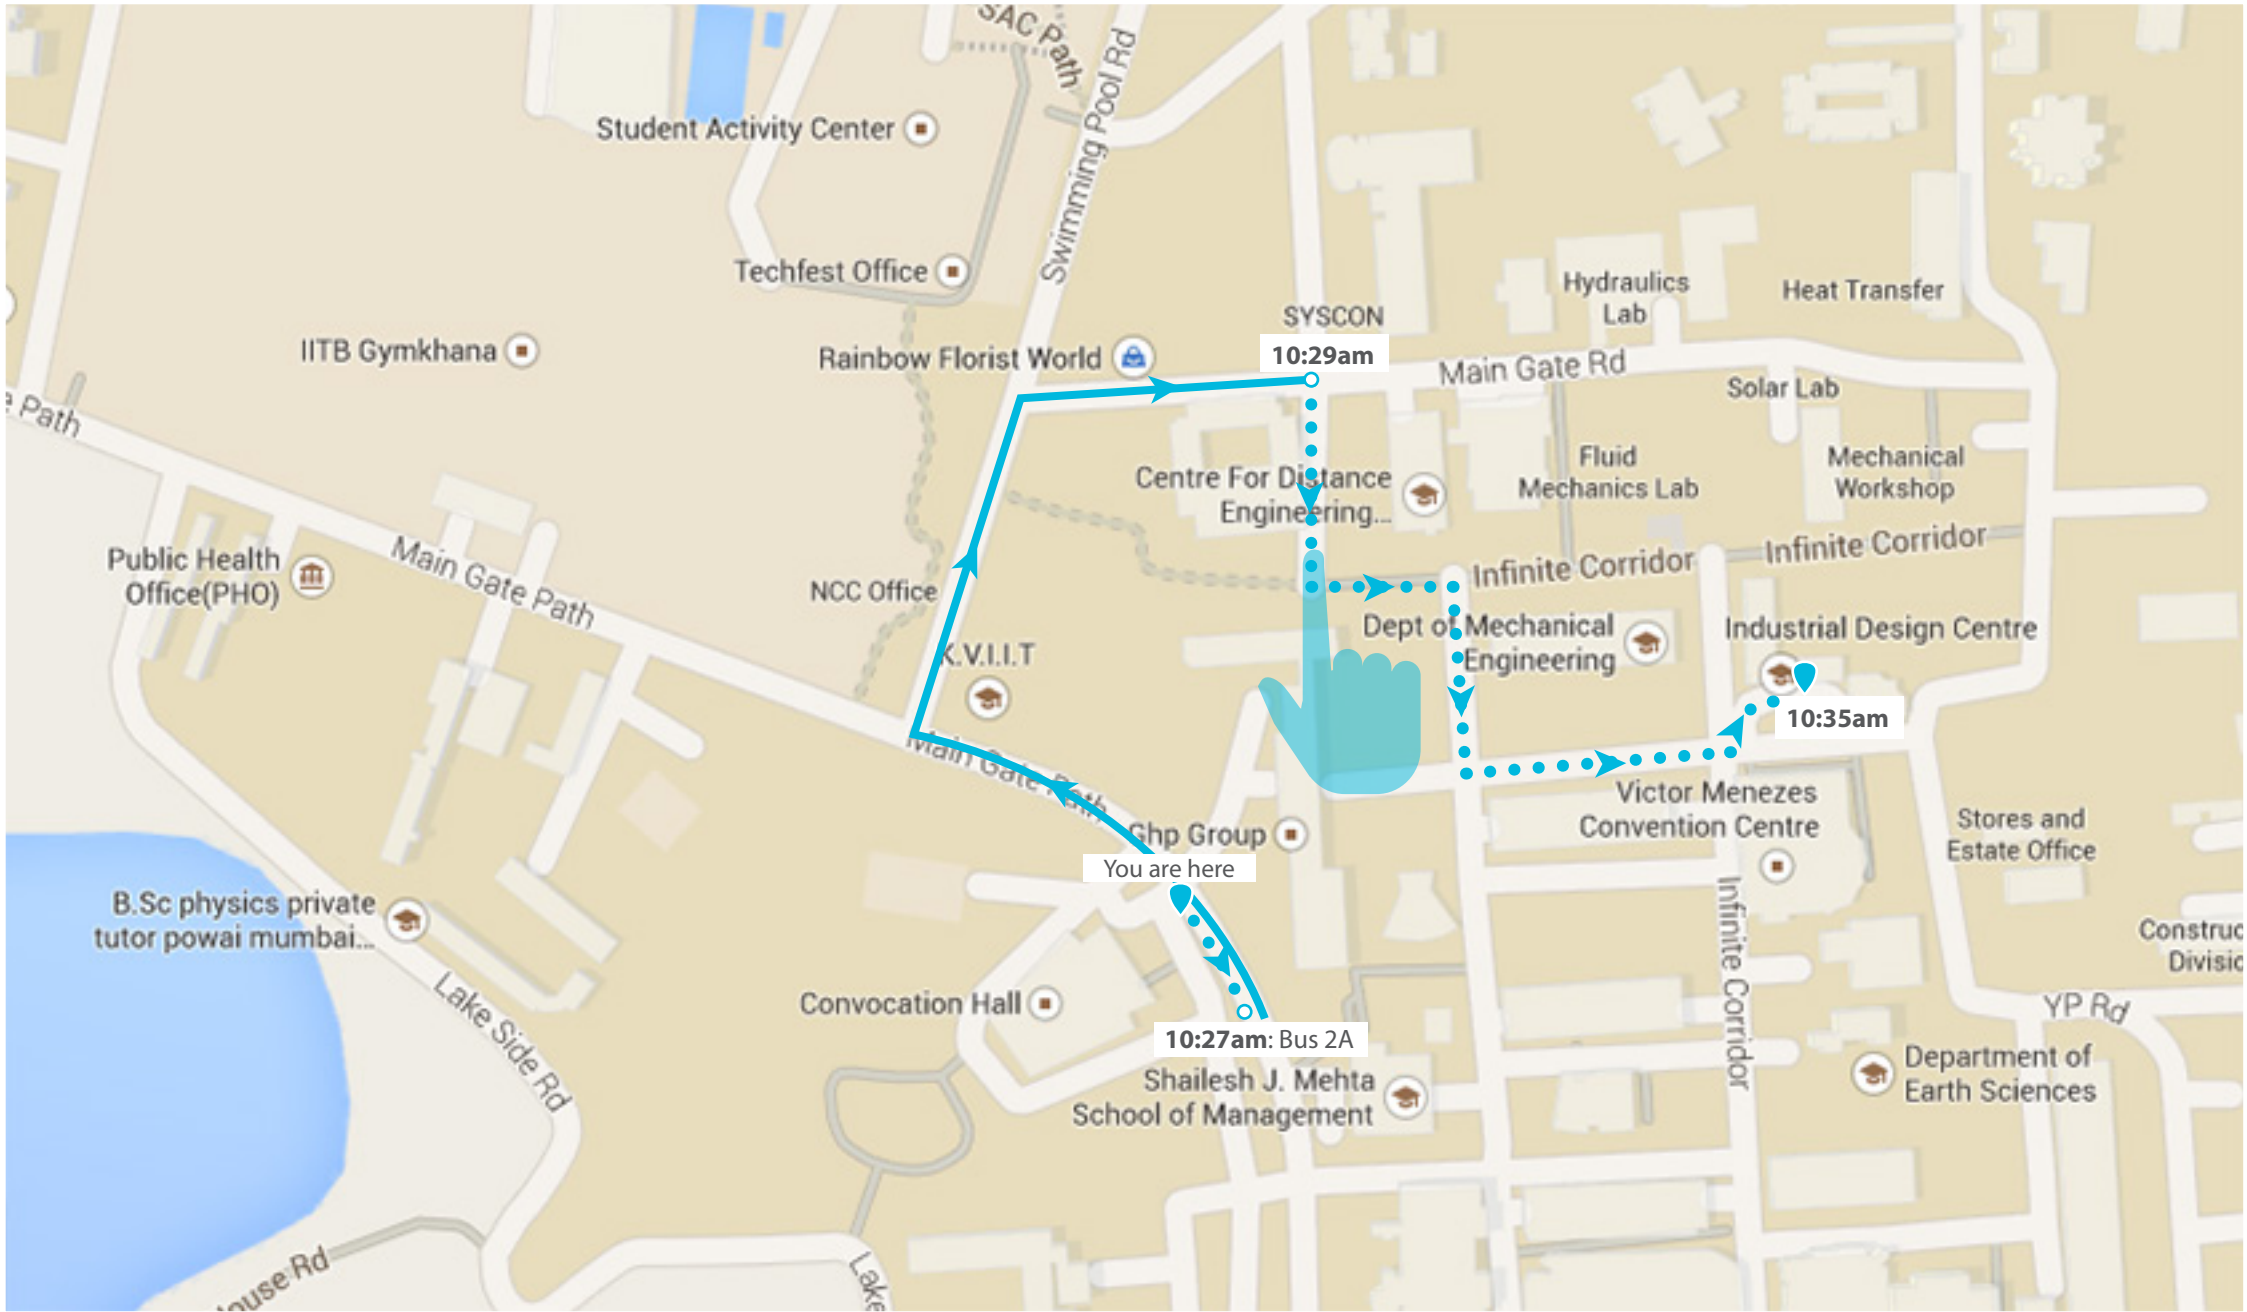 SAC Path
Swimming Pool Rd
Student Activity Center
Techfest Office
IITB Gymkhana
Rainbow Florist World
SYSCON
10:29am
Main Gate Rd
Hydraulics
Lab
Heat Transfer
Solar Lab
Path
Centre For Distance
Engineering...
Fluid
Mechanics Lab
Mechanical
Workshop
Infinite Corridor
Infinite Corridor
Public Health
Office(PHO)
Main Gate Path
NCC Office
K.V.I.I.T
Dept of Mechanical
Engineering
Industrial Design Centre
10:35am
Main Gate Path
Ghp Group
You are here
Victor Menezes
Convention Centre
Stores and
Estate Office
B.Sc physics private
tutor powai mumbai...
Infinite Corridor
Lake Side Rd
Convocation Hall
10:27am: Bus 2A
YP Rd
Shailesh J. Mehta
School of Management
Department of
Earth Sciences
Rd
Lake